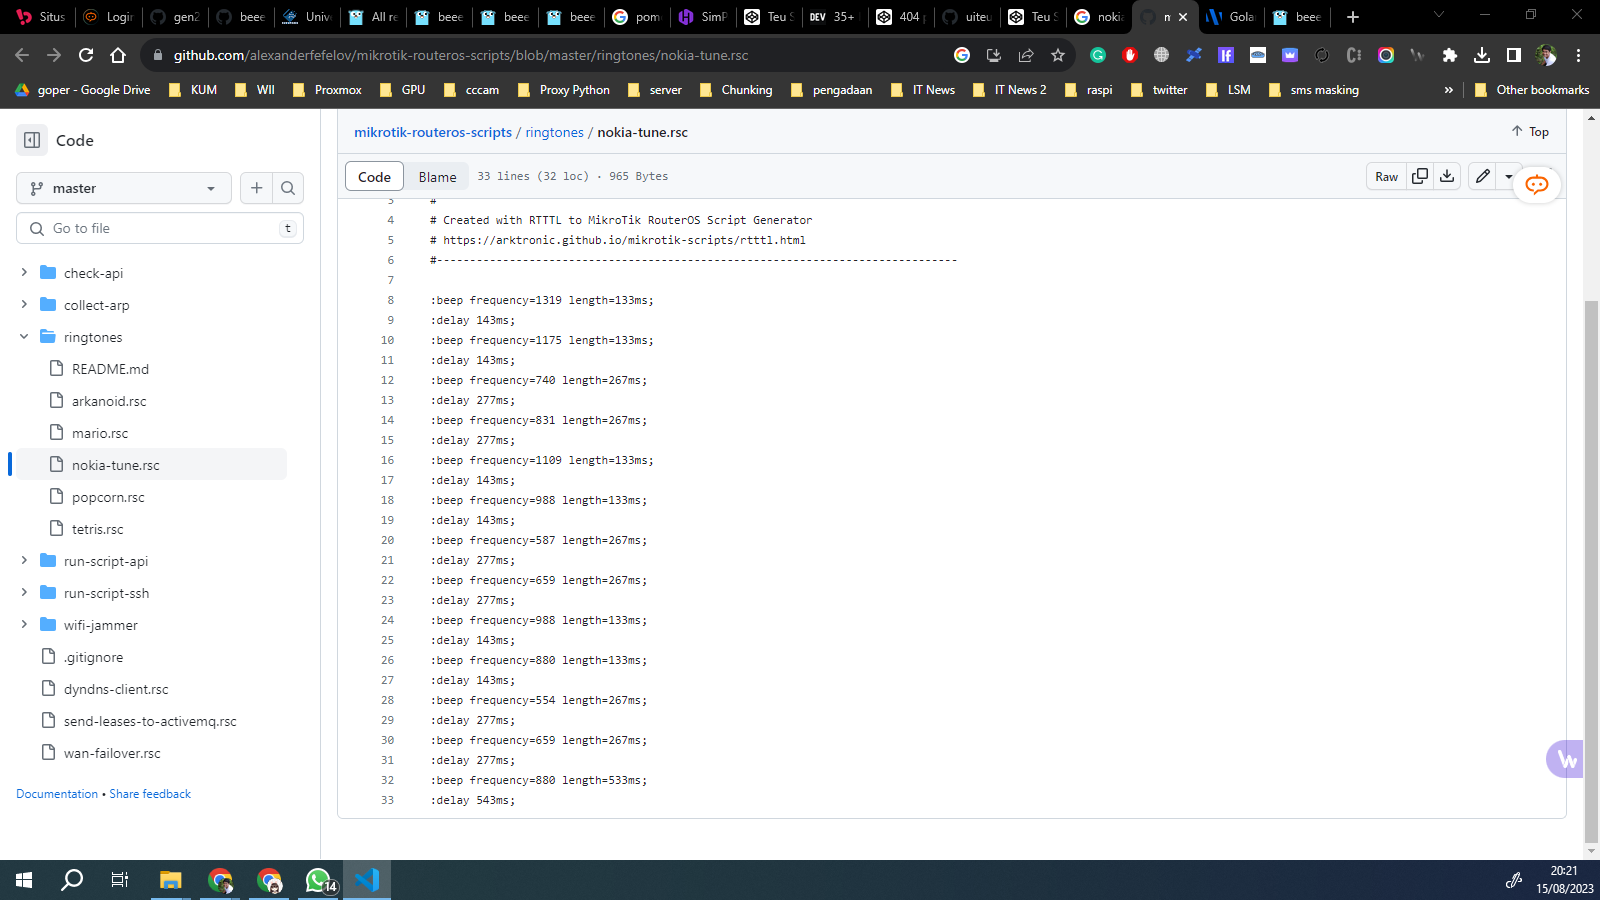 Situs
Login
gen2
beee
Unive
All re
beee
beee
beee
pom
SimP
Teu S
DEV 35+
404 p
uiteu
Teu S
nokia
m
Golan
beee
github.com/alexanderfefelov/mikrotik-routeros-scripts/blob/master/ringtones/nokia-tune.rsc
goper - Google Drive
KUM
WII
Proxmox
GPU
cccam
Proxy Python
server
Chunking
pengadaan
IT News
IT News 2
raspi
twitter
LSM
sms masking
»
Other bookmarks
Code
master
Go to file
t
check-api
collect-arp
ringtones
README.md
arkanoid.rsc
mario.rsc
nokia-tune.rsc
popcorn.rsc
tetris.rsc
run-script-api
run-script-ssh
wifi-jammer
.gitignore
dyndns-client.rsc
send-leases-to-activemq.rsc
wan-failover.rsc
Documentation • Share feedback
mikrotik-routeros-scripts / ringtones / nokia-tune.rsc
Top
Code
Blame
33 lines (32 loc) · 965 Bytes
Raw
3 #
4 # Created with RTTTL to MikroTik RouterOS Script Generator
5 # https://arktronic.github.io/mikrotik-scripts/rtttl.html
6 #-------------------------------------------------------------------------------
7
8 :beep frequency=1319 length=133ms;
9 :delay 143ms;
10 :beep frequency=1175 length=133ms;
11 :delay 143ms;
12 :beep frequency=740 length=267ms;
13 :delay 277ms;
14 :beep frequency=831 length=267ms;
15 :delay 277ms;
16 :beep frequency=1109 length=133ms;
17 :delay 143ms;
18 :beep frequency=988 length=133ms;
19 :delay 143ms;
20 :beep frequency=587 length=267ms;
21 :delay 277ms;
22 :beep frequency=659 length=267ms;
23 :delay 277ms;
24 :beep frequency=988 length=133ms;
25 :delay 143ms;
26 :beep frequency=880 length=133ms;
27 :delay 143ms;
28 :beep frequency=554 length=267ms;
29 :delay 277ms;
30 :beep frequency=659 length=267ms;
31 :delay 277ms;
32 :beep frequency=880 length=533ms;
33 :delay 543ms;
14
20:21
15/08/2023